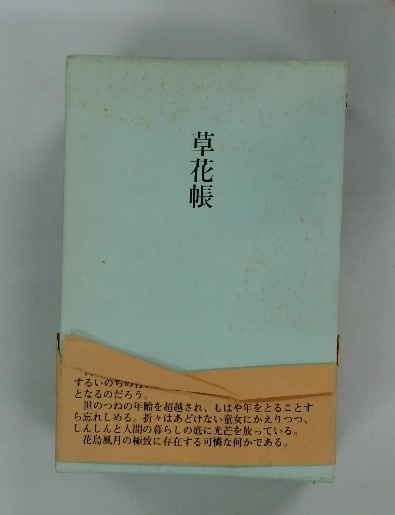 草花帳
するいのちの
となるのだろう。
世のつねの年齢を超越され、もはや年をとることす
ら忘れしめる。折々はあどけない童女にかえりつつ、
しんしんと人間の暮らしの底に光芒を放っている。
花鳥風月の極致に存在する可憐な何かである。